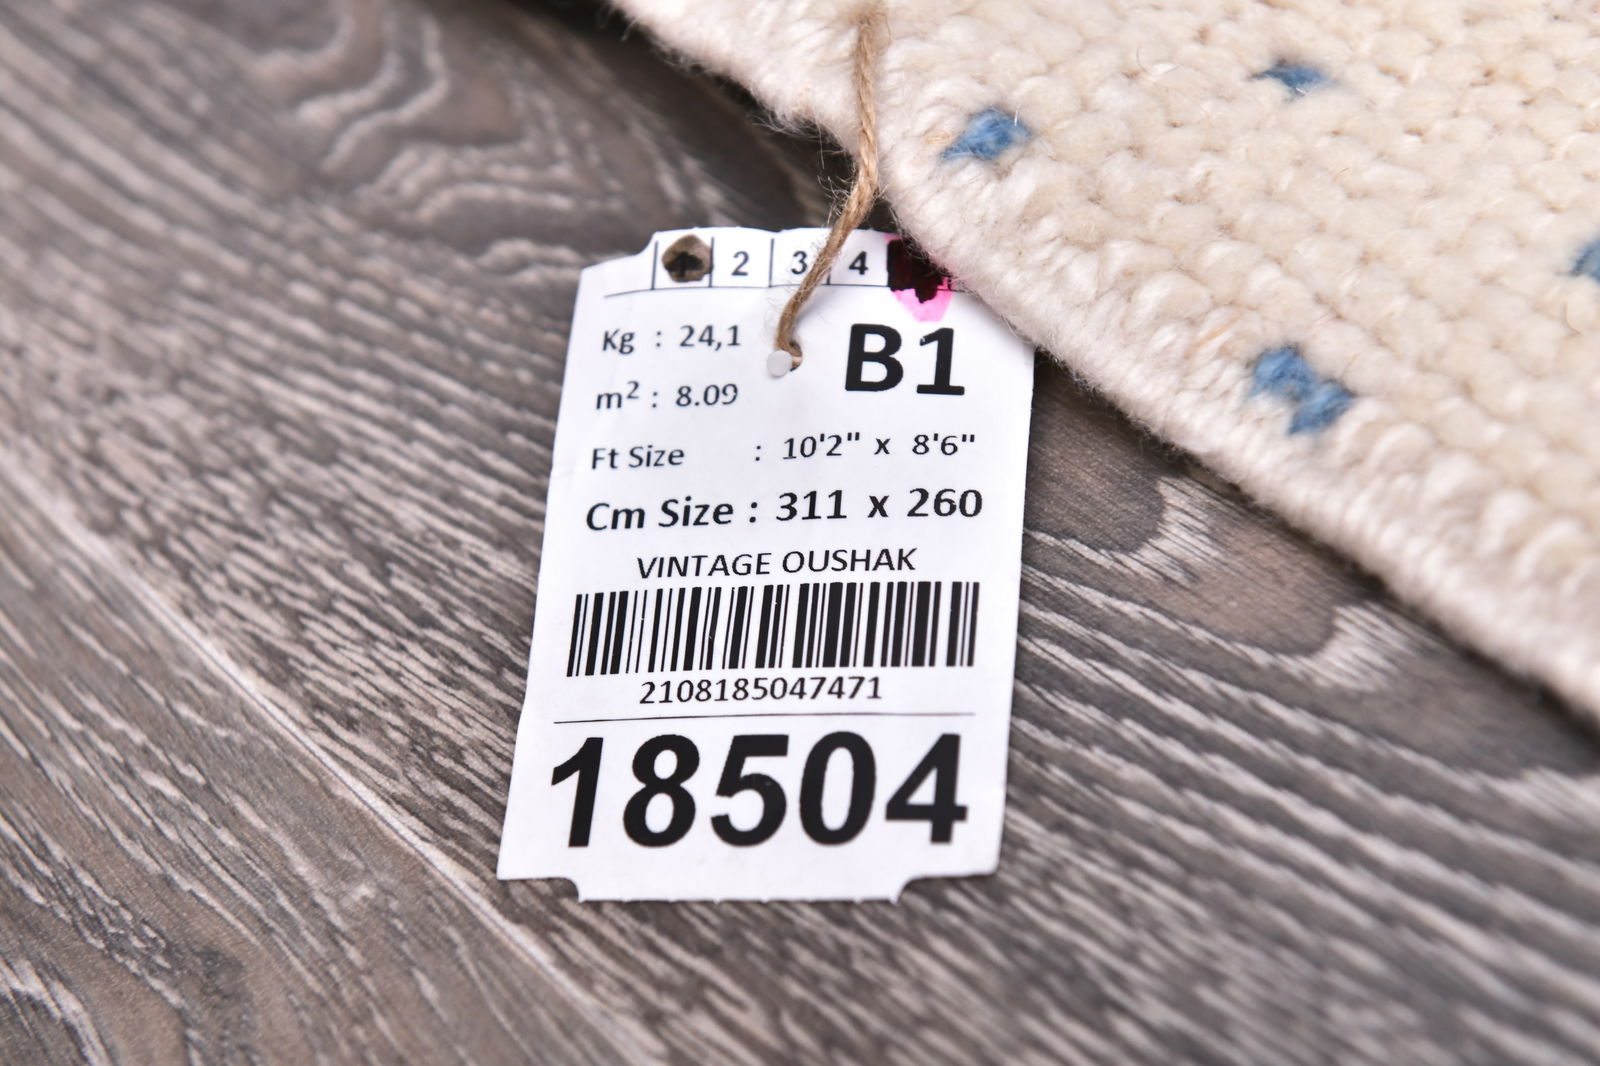 1 2 3 4
Kg : 24,1
B1
m² : 8.09
Ft Size : 10'2" x 8'6"
Cm Size : 311 x 260
VINTAGE OUSHAK
2108185047471
18504